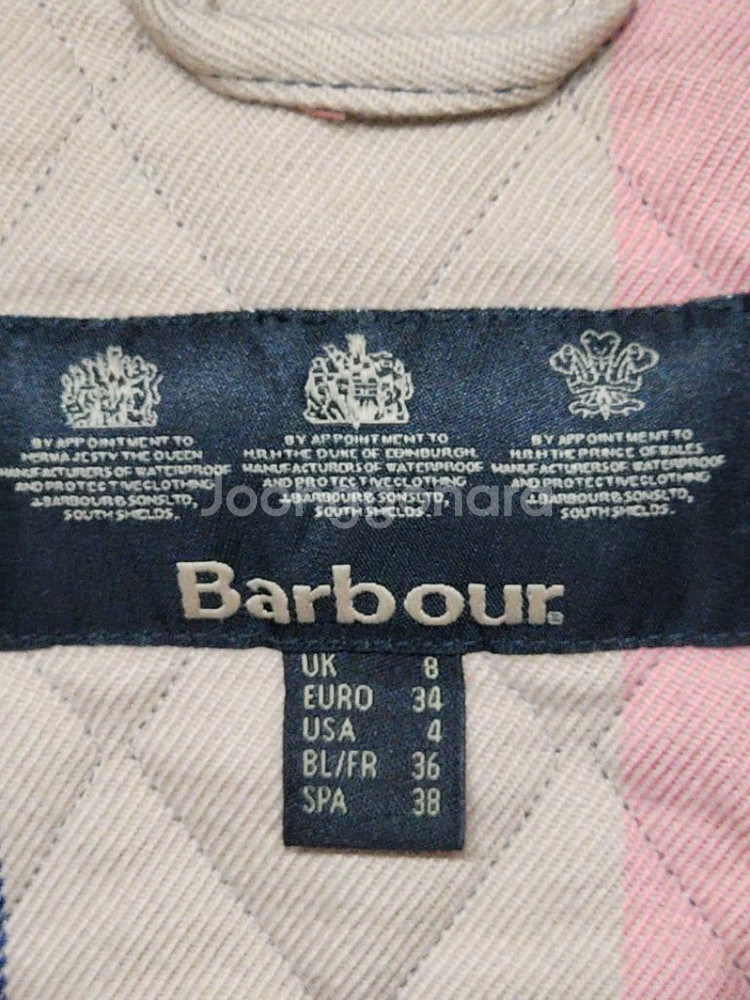 BY APPOINTMENT TO
HER MAJESTY THE QUEEN
MANUFACTURERS OF WATERPROOF
AND PROTECTIVE CLOTHING
J.BARBOUR & SONS LTD,
SOUTH SHIELDS.
BY APPOINTMENT TO
H.R.H THE DUKE OF EDINBURGH
MANUFACTURERS OF WATERPROOF
AND PROTECTIVE CLOTHING
J.BARBOUR & SONS LTD,
SOUTH SHIELDS.
BY APPOINTMENT TO
H.R.H THE PRINCE OF WALES
MANUFACTURERS OF WATERPROOF
AND PROTECTIVE CLOTHING
J.BARBOUR & SONS LTD,
SOUTH SHIELDS.
Joonggonara
Barbour®
UK 8
EURO 34
USA 4
BL/FR 36
SPA 38